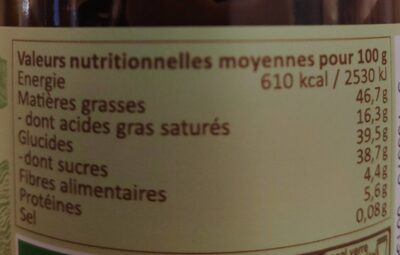 Valeurs nutritionnelles moyennes pour 100 g
Energie 610 kcal / 2530 kJ
Matières grasses 46,7g
- dont acides gras saturés 16,3g
Glucides 39,5g
-dont sucres 38,7g
Fibres alimentaires 4,4g
Protéines 5,6g
Sel 0,08g